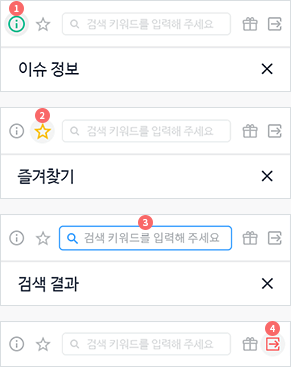 1
검색 키워드를 입력해 주세요
이슈 정보
2
검색 키워드를 입력해 주세요
즐겨찾기
3
검색 키워드를 입력해 주세요
검색 결과
4
검색 키워드를 입력해 주세요